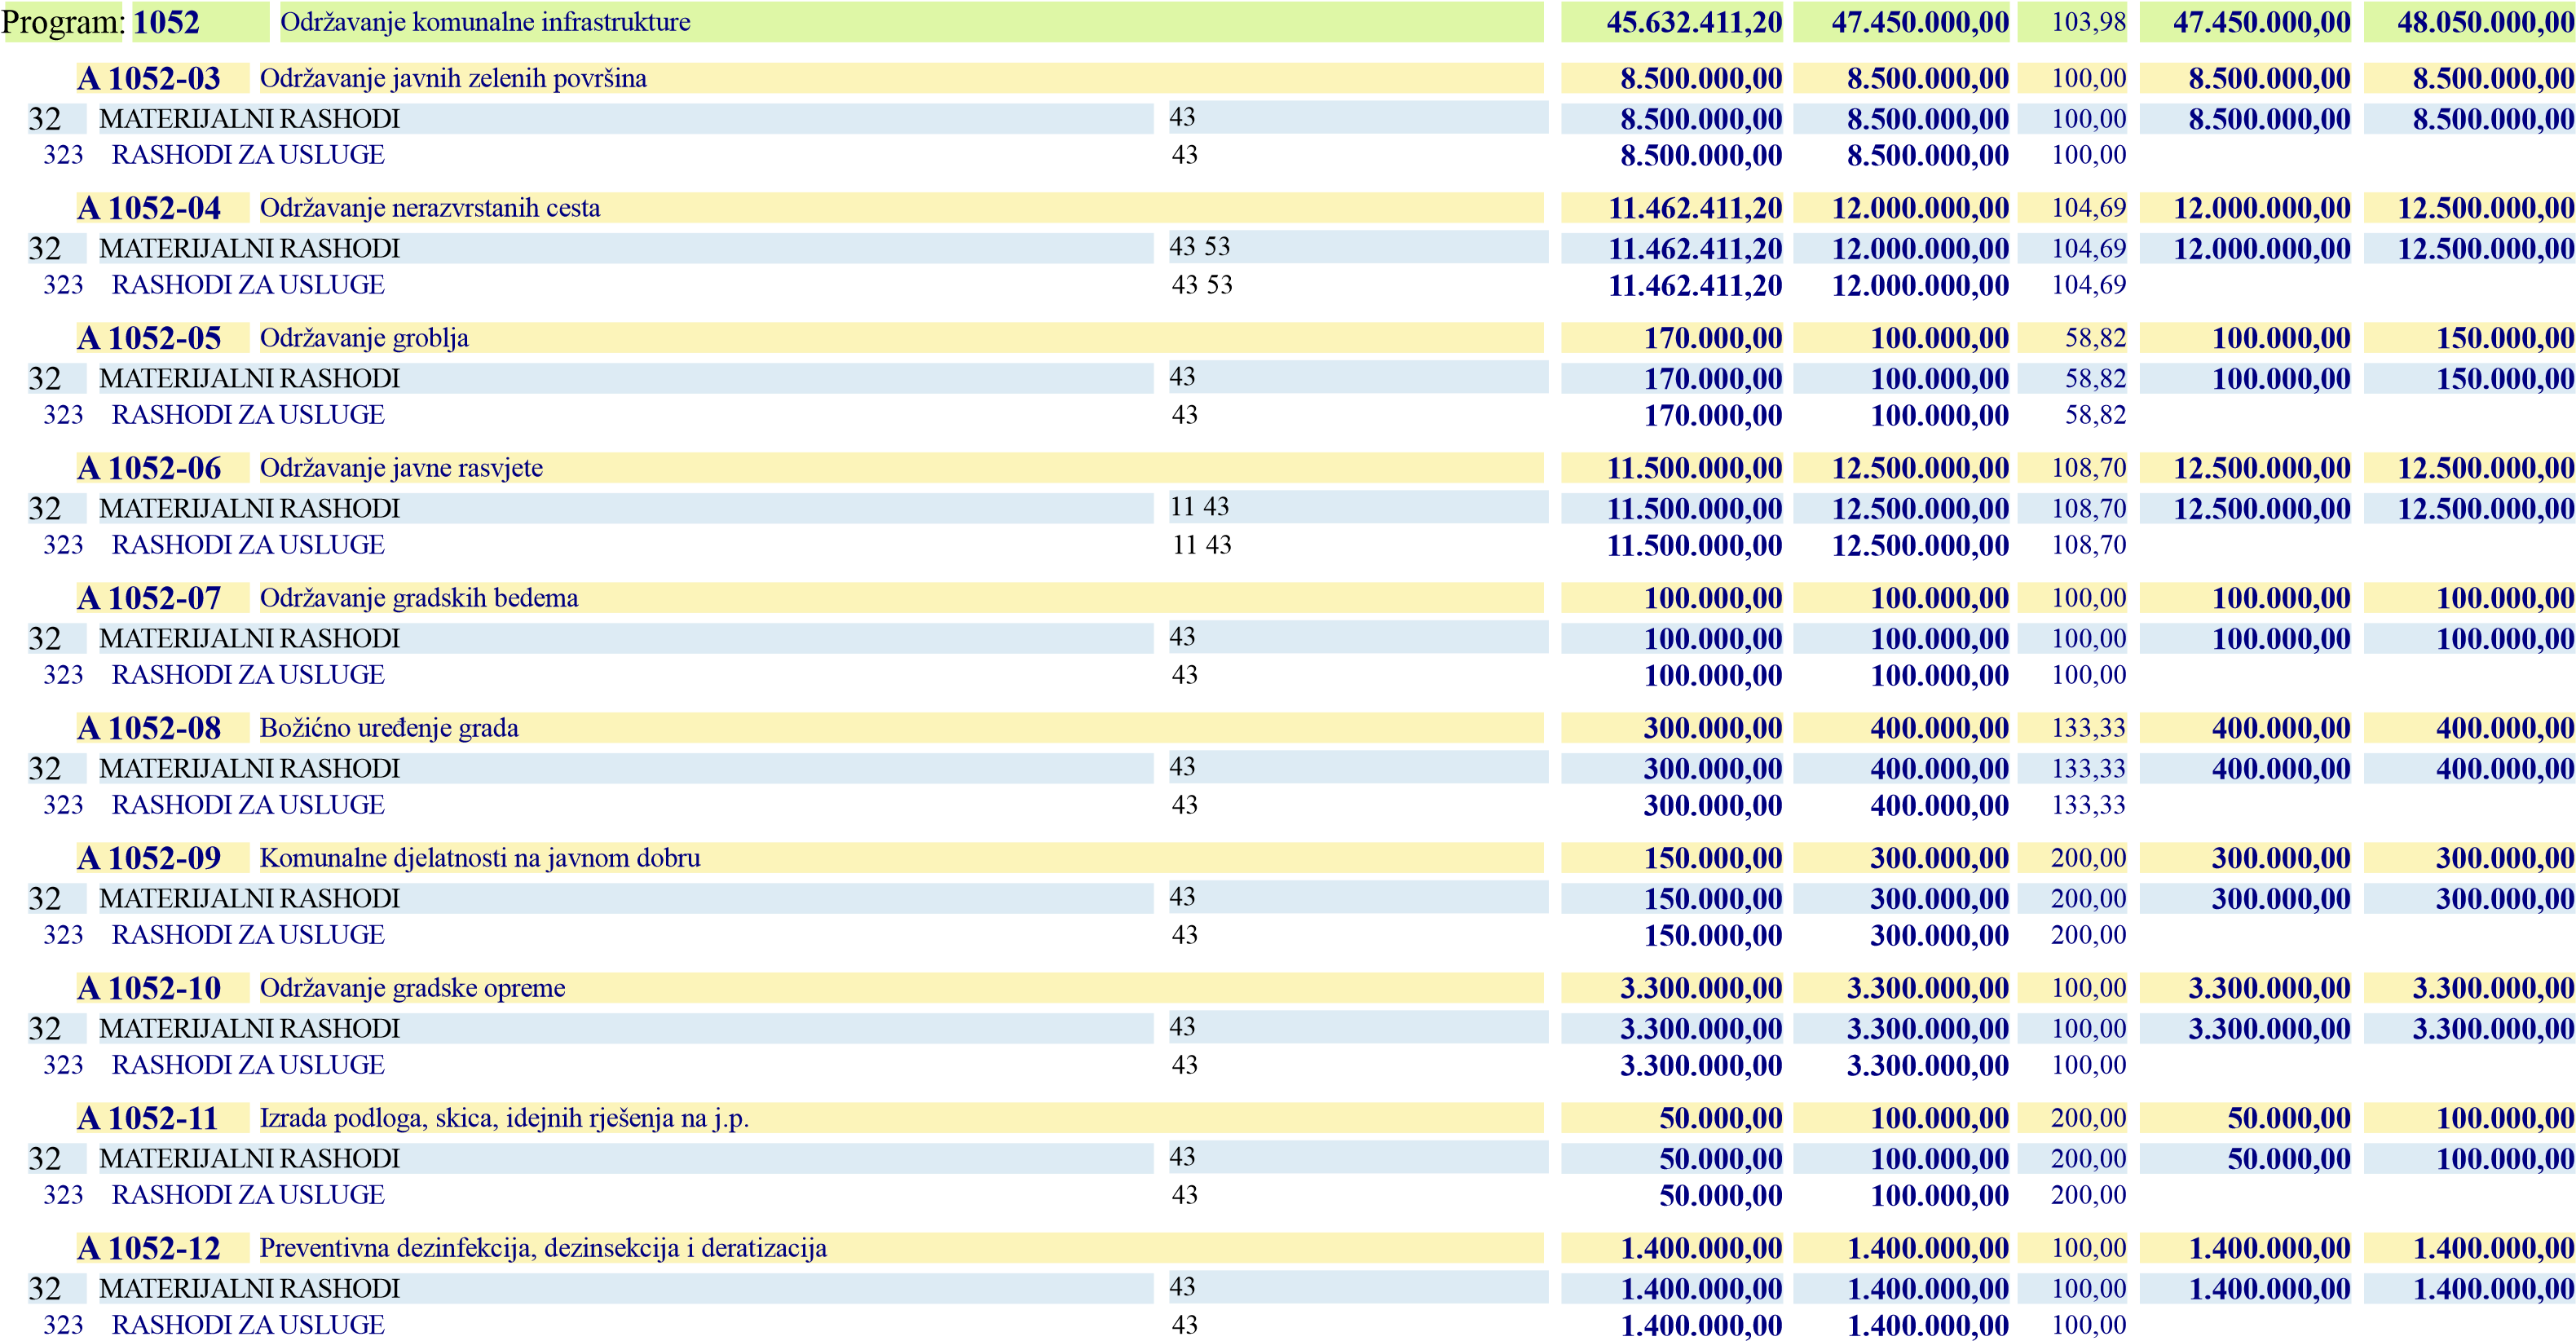 Program: 1052 Održavanje komunalne infrastrukture 45.632.411,20 47.450.000,00 103,98 47.450.000,00 48.050.000,00
A 1052-03 Održavanje javnih zelenih površina 8.500.000,00 8.500.000,00 100,00 8.500.000,00 8.500.000,00
32 MATERIJALNI RASHODI 43 8.500.000,00 8.500.000,00 100,00 8.500.000,00 8.500.000,00
323 RASHODI ZA USLUGE 43 8.500.000,00 8.500.000,00 100,00
A 1052-04 Održavanje nerazvrstanih cesta 11.462.411,20 12.000.000,00 104,69 12.000.000,00 12.500.000,00
32 MATERIJALNI RASHODI 43 53 11.462.411,20 12.000.000,00 104,69 12.000.000,00 12.500.000,00
323 RASHODI ZA USLUGE 43 53 11.462.411,20 12.000.000,00 104,69
A 1052-05 Održavanje groblja 170.000,00 100.000,00 58,82 100.000,00 150.000,00
32 MATERIJALNI RASHODI 43 170.000,00 100.000,00 58,82 100.000,00 150.000,00
323 RASHODI ZA USLUGE 43 170.000,00 100.000,00 58,82
A 1052-06 Održavanje javne rasvjete 11.500.000,00 12.500.000,00 108,70 12.500.000,00 12.500.000,00
32 MATERIJALNI RASHODI 11 43 11.500.000,00 12.500.000,00 108,70 12.500.000,00 12.500.000,00
323 RASHODI ZA USLUGE 11 43 11.500.000,00 12.500.000,00 108,70
A 1052-07 Održavanje gradskih bedema 100.000,00 100.000,00 100,00 100.000,00 100.000,00
32 MATERIJALNI RASHODI 43 100.000,00 100.000,00 100,00 100.000,00 100.000,00
323 RASHODI ZA USLUGE 43 100.000,00 100.000,00 100,00
A 1052-08 Božićno uređenje grada 300.000,00 400.000,00 133,33 400.000,00 400.000,00
32 MATERIJALNI RASHODI 43 300.000,00 400.000,00 133,33 400.000,00 400.000,00
323 RASHODI ZA USLUGE 43 300.000,00 400.000,00 133,33
A 1052-09 Komunalne djelatnosti na javnom dobru 150.000,00 300.000,00 200,00 300.000,00 300.000,00
32 MATERIJALNI RASHODI 43 150.000,00 300.000,00 200,00 300.000,00 300.000,00
323 RASHODI ZA USLUGE 43 150.000,00 300.000,00 200,00
A 1052-10 Održavanje gradske opreme 3.300.000,00 3.300.000,00 100,00 3.300.000,00 3.300.000,00
32 MATERIJALNI RASHODI 43 3.300.000,00 3.300.000,00 100,00 3.300.000,00 3.300.000,00
323 RASHODI ZA USLUGE 43 3.300.000,00 3.300.000,00 100,00
A 1052-11 Izrada podloga, skica, idejnih rješenja na j.p. 50.000,00 100.000,00 200,00 50.000,00 100.000,00
32 MATERIJALNI RASHODI 43 50.000,00 100.000,00 200,00 50.000,00 100.000,00
323 RASHODI ZA USLUGE 43 50.000,00 100.000,00 200,00
A 1052-12 Preventivna dezinfekcija, dezinsekcija i deratizacija 1.400.000,00 1.400.000,00 100,00 1.400.000,00 1.400.000,00
32 MATERIJALNI RASHODI 43 1.400.000,00 1.400.000,00 100,00 1.400.000,00 1.400.000,00
323 RASHODI ZA USLUGE 43 1.400.000,00 1.400.000,00 100,00